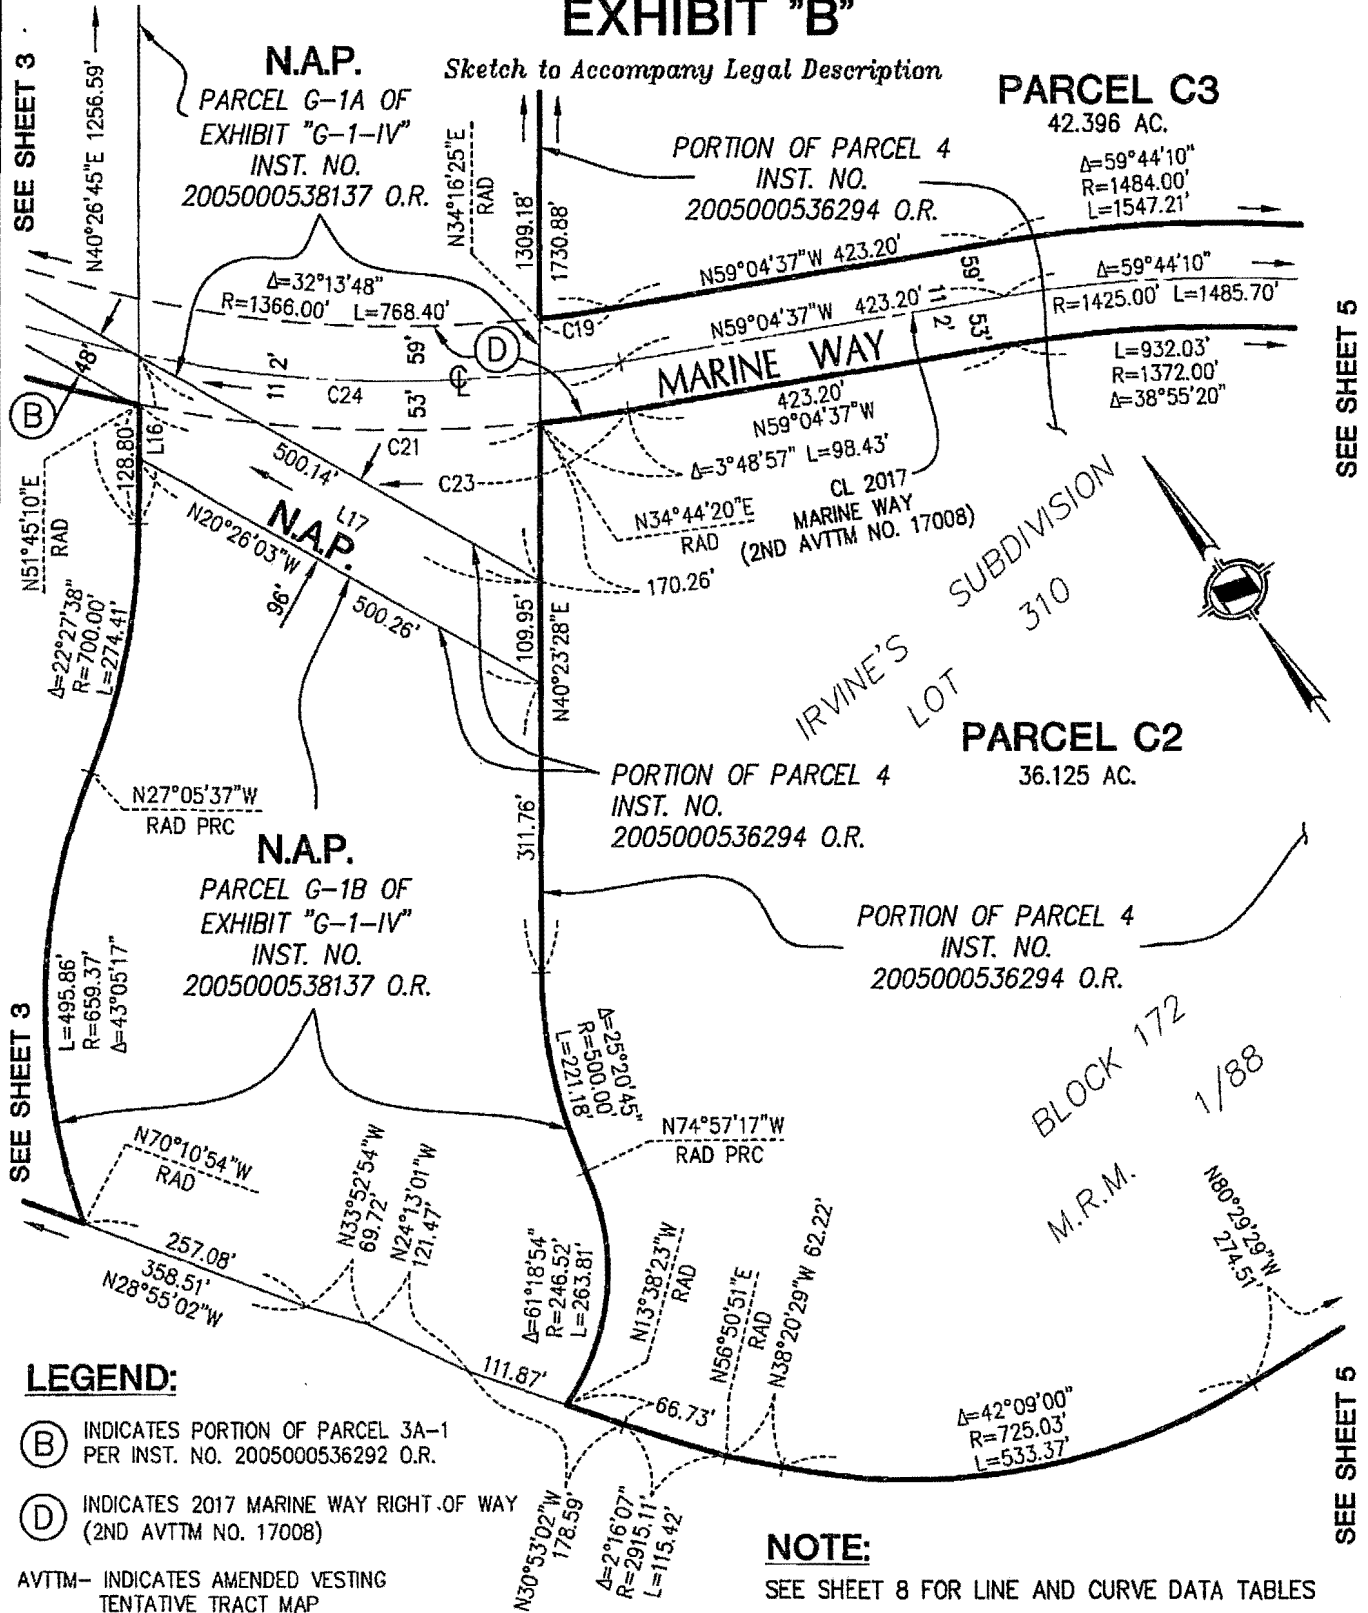 EXHIBIT "B"
Sketch to Accompany Legal Description
SEE SHEET 3
N40°26'45"E 1256.59'
N.A.P.
PARCEL G-1A OF
EXHIBIT "G-1-IV"
INST. NO.
2005000538137 O.R.
N34°16'25"E
RAD
1309.18'
1730.88'
PORTION OF PARCEL 4
INST. NO.
2005000536294 O.R.
PARCEL C3
42.396 AC.
Δ=59°44'10"
R=1484.00'
L=1547.21'
N59°04'37"W 423.20'
59'
Δ=59°44'10"
R=1425.00' L=1485.70'
Δ=32°13'48"
R=1366.00' L=768.40'
C19
N59°04'37"W 423.20'
112'
53'
MARINE WAY
423.20'
N59°04'37"W
L=932.03'
R=1372.00'
Δ=38°55'20"
SEE SHEET 5
48'
B
112'
59'
53'
CL
D
C24
L16
128.80'
500.14'
C21
C23
L17
Δ=3°48'57" L=98.43'
CL 2017
MARINE WAY
(2ND AVTTM NO. 17008)
N34°44'20"E
RAD
170.26'
N51°45'10"E
RAD
N20°26'03"W
N.A.P.
96'
500.26'
109.95'
N40°23'28"E
Δ=22°27'38"
R=700.00'
L=274.41'
IRVINE'S SUBDIVISION
LOT 310
PARCEL C2
36.125 AC.
N27°05'37"W
RAD PRC
PORTION OF PARCEL 4
INST. NO.
2005000536294 O.R.
311.76'
N.A.P.
PARCEL G-1B OF
EXHIBIT "G-1-IV"
INST. NO.
2005000538137 O.R.
PORTION OF PARCEL 4
INST. NO.
2005000536294 O.R.
L=495.86'
R=659.37'
Δ=43°05'17"
SEE SHEET 3
Δ=25°20'45"
R=500.00'
L=221.18'
BLOCK 172
M.R.M. 1/88
N74°57'17"W
RAD PRC
N70°10'54"W
RAD
N33°52'54"W
69.72'
N24°13'01"W
121.47'
257.08'
358.51'
N28°55'02"W
Δ=61°18'54"
R=246.52'
L=263.81'
N13°38'23"W
RAD
N56°50'51"E
RAD
N38°20'29"W 62.22'
N80°29'29"W
274.51'
111.87'
66.73'
Δ=42°09'00"
R=725.03'
L=533.37'
N30°53'02"W
178.59'
Δ=2°16'07"
R=2915.11'
L=115.42'
SEE SHEET 5
LEGEND:
B INDICATES PORTION OF PARCEL 3A-1
PER INST. NO. 2005000536292 O.R.
D INDICATES 2017 MARINE WAY RIGHT OF WAY
(2ND AVTTM NO. 17008)
AVTTM- INDICATES AMENDED VESTING
TENTATIVE TRACT MAP
NOTE:
SEE SHEET 8 FOR LINE AND CURVE DATA TABLES